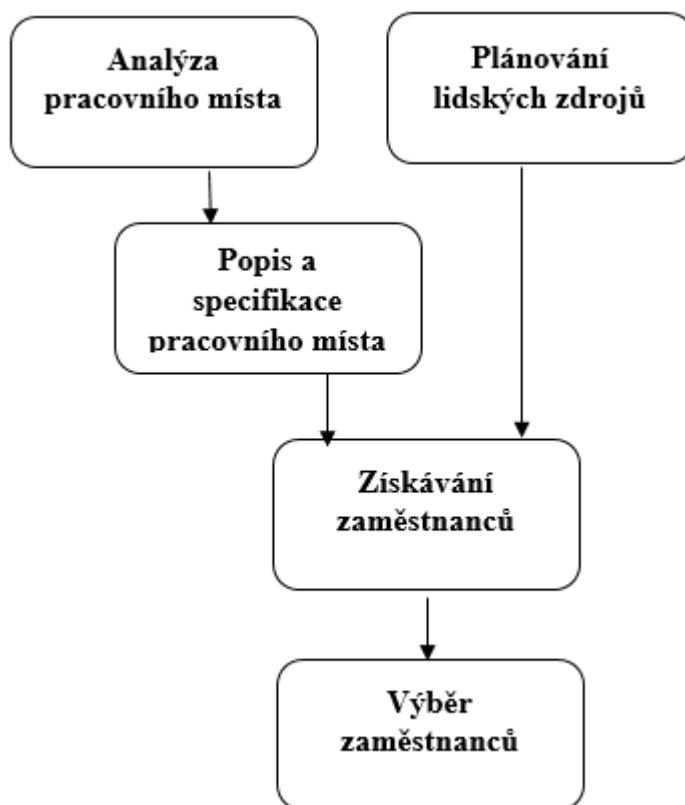 Analýza
pracovního místa
Plánování
lidských zdrojů
Popis a
specifikace
pracovního místa
Získávání
zaměstnanců
Výběr
zaměstnanců